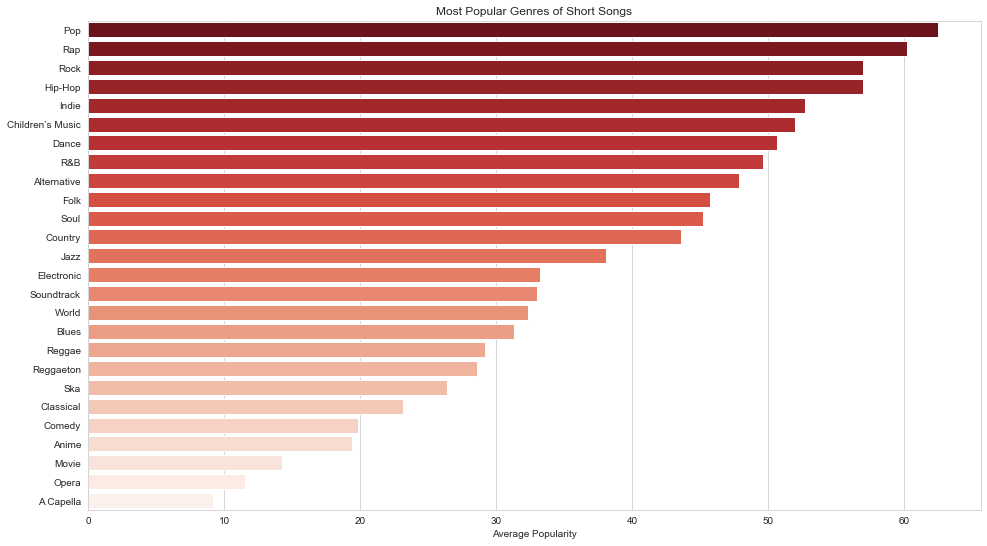 Most Popular Genres of Short Songs
Pop
Rap
Rock
Hip-Hop
Indie
Children's Music
Dance
R&B
Alternative
Folk
Soul
Country
Jazz
Electronic
Soundtrack
World
Blues
Reggae
Reggaeton
Ska
Classical
Comedy
Anime
Movie
Opera
A Capella
0 10 20 30 40 50 60
Average Popularity